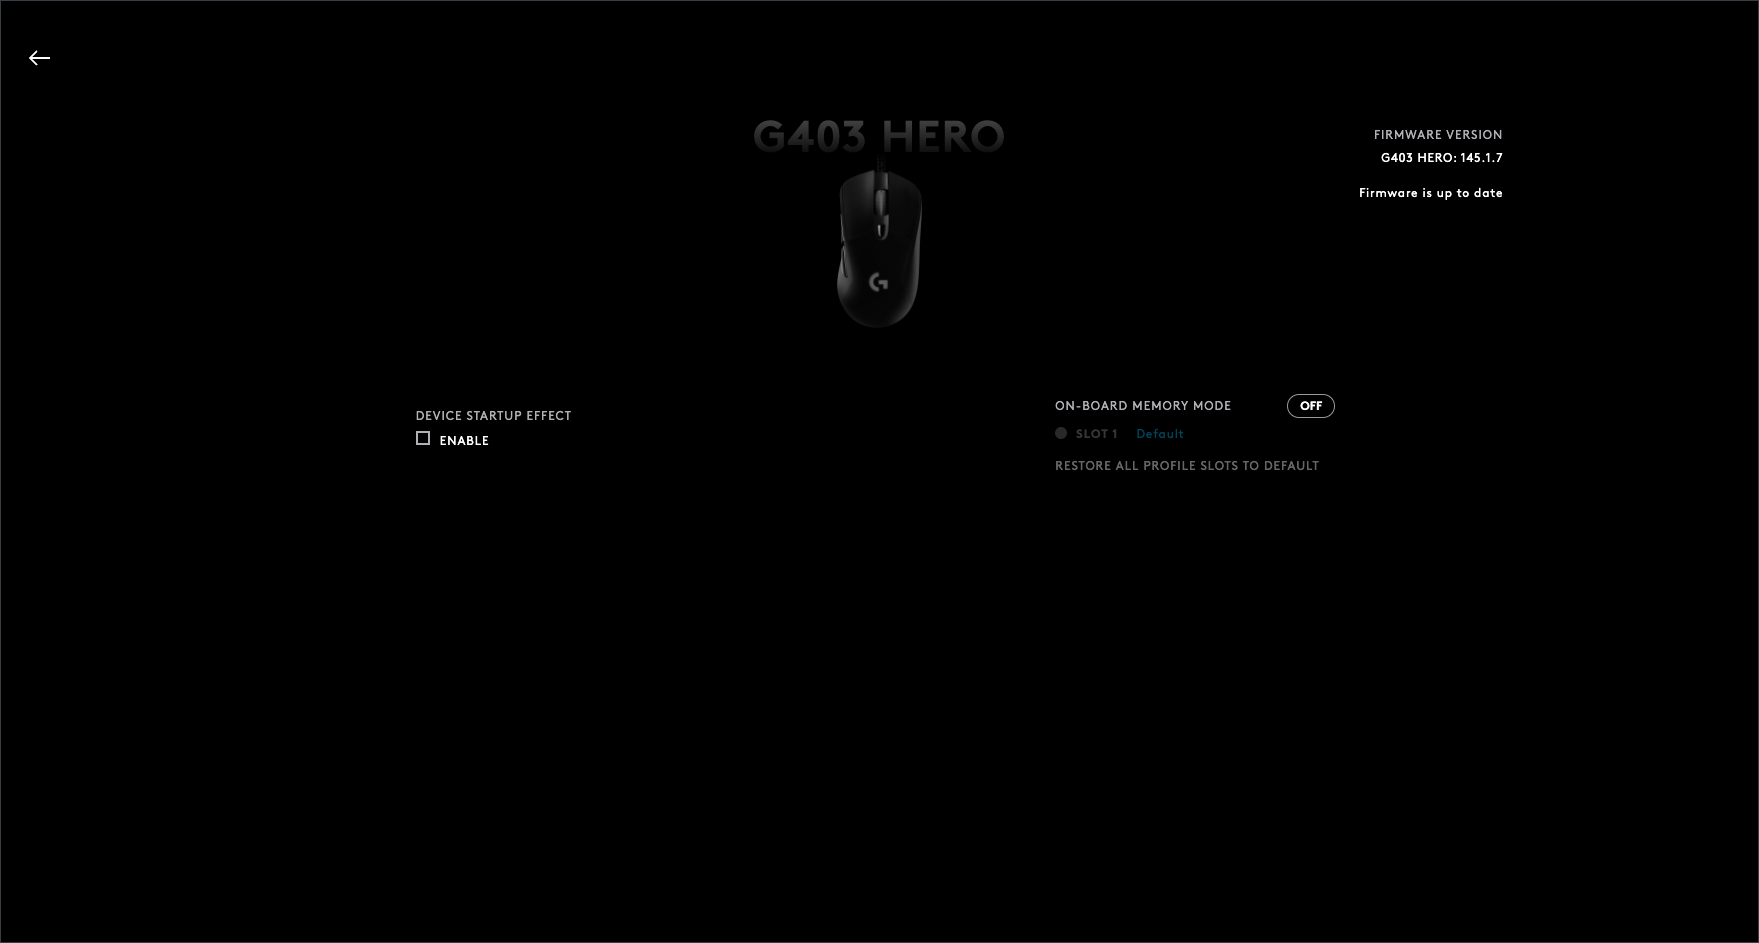 G403 HERO
FIRMWARE VERSION
G403 HERO: 145.1.7
Firmware is up to date
DEVICE STARTUP EFFECT
ENABLE
ON-BOARD MEMORY MODE OFF
SLOT 1 Default
RESTORE ALL PROFILE SLOTS TO DEFAULT